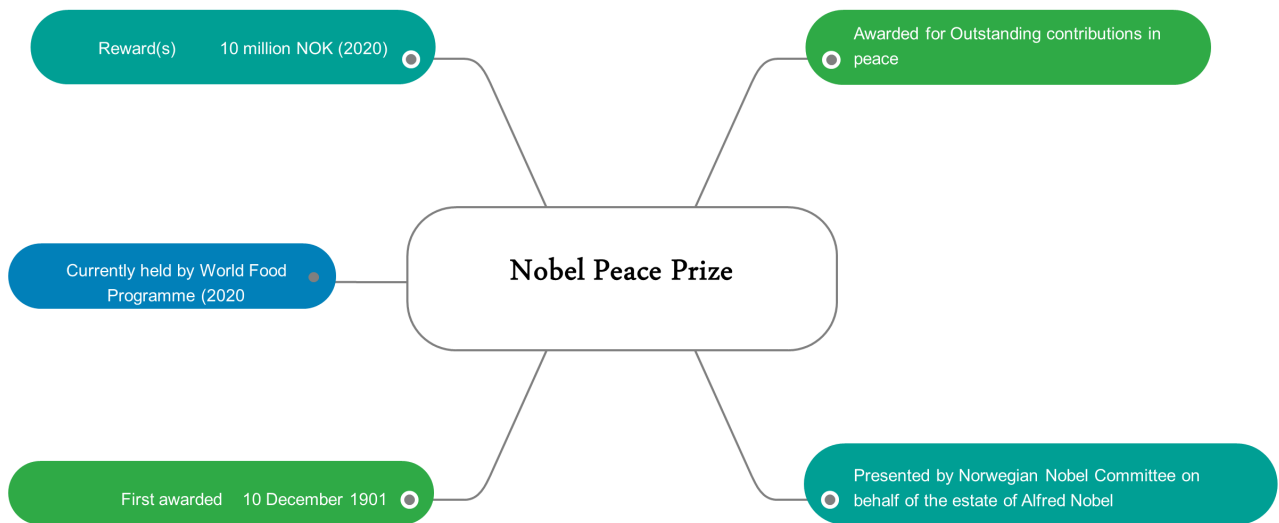 Reward(s) 10 million NOK (2020)
Awarded for Outstanding contributions in
peace
Nobel Peace Prize
Currently held by World Food
Programme (2020
First awarded 10 December 1901
Presented by Norwegian Nobel Committee on
behalf of the estate of Alfred Nobel